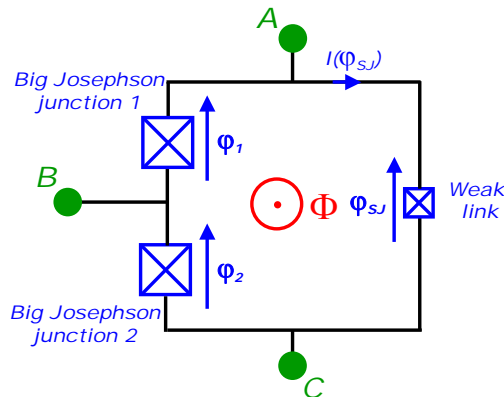 A
I(φSJ)
Big Josephson
junction 1
φ1
B
Φ
φSJ
Weak
link
φ2
Big Josephson
junction 2
C